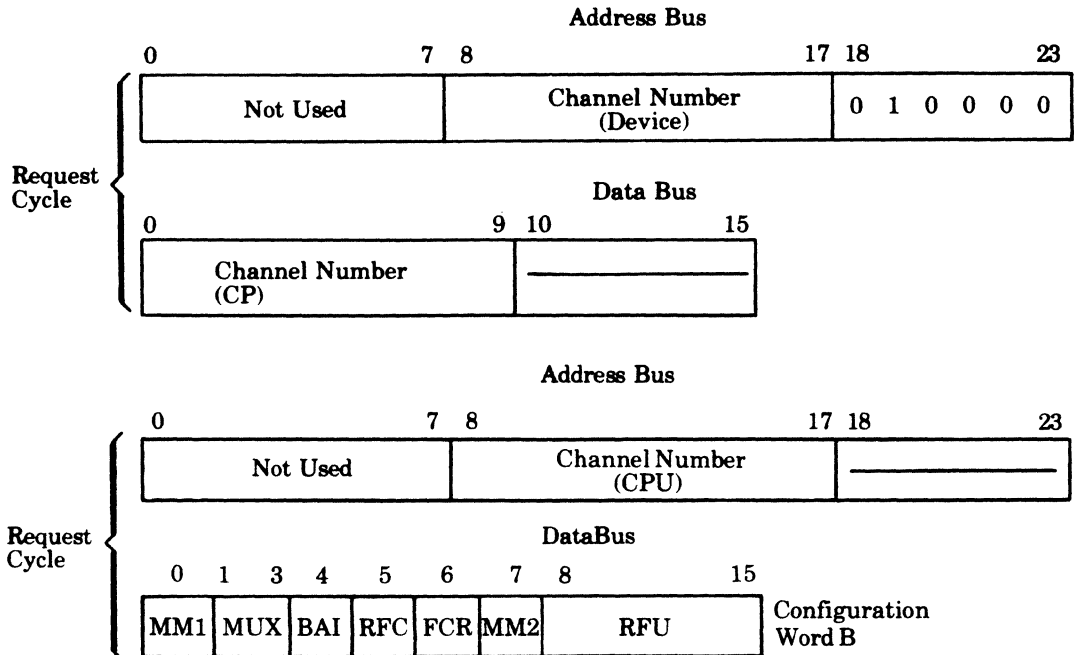 Address Bus
0 7 8 17 18 23
Not Used
Channel Number
(Device)
0 1 0 0 0 0
Request
Cycle
Data Bus
0 9 10 15
Channel Number
(CP)
Address Bus
0 7 8 17 18 23
Not Used
Channel Number
(CPU)
Request
Cycle
DataBus
0 1 3 4 5 6 7 8 15
MM1 MUX BAI RFC FCR MM2 RFU
Configuration
Word B